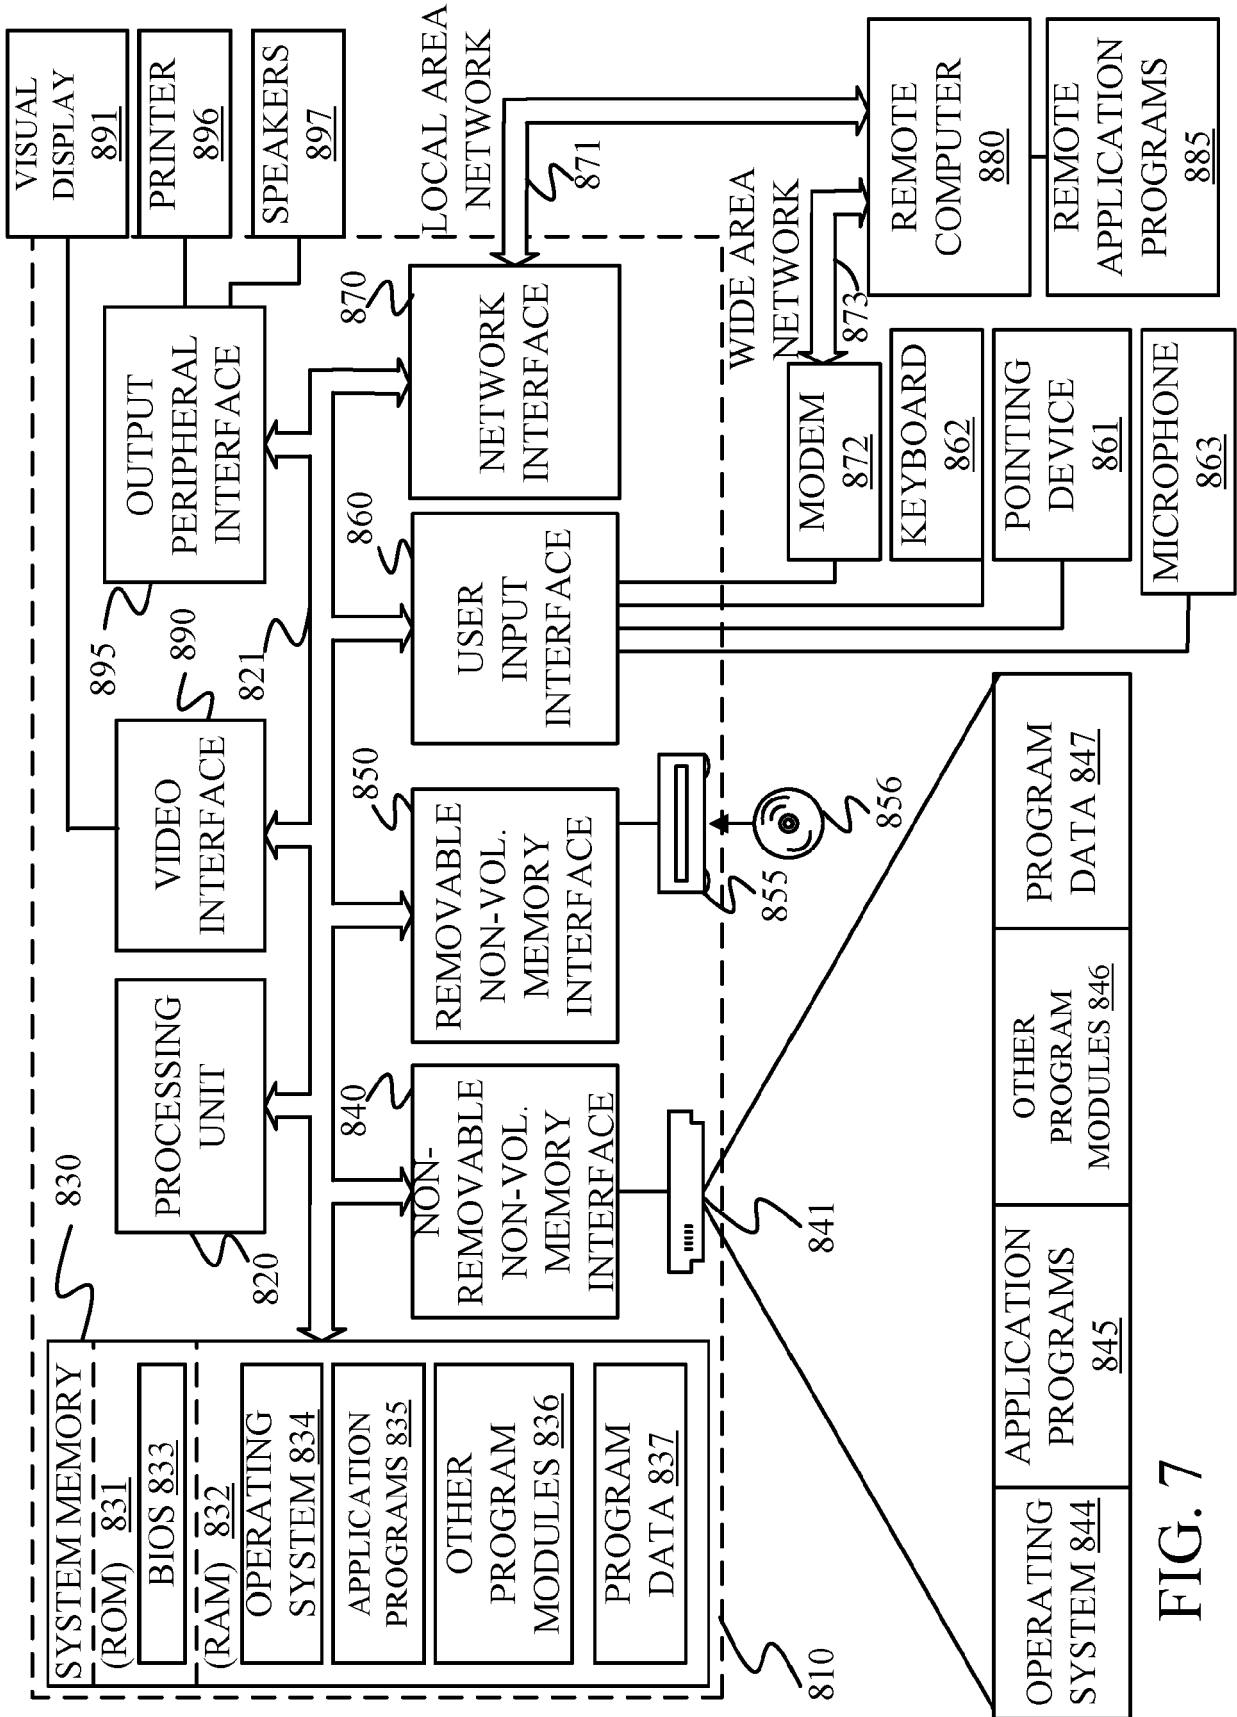 SYSTEM MEMORY
(ROM) 831
BIOS 833
(RAM) 832
OPERATING
SYSTEM 834
APPLICATION
PROGRAMS 835
OTHER
PROGRAM
MODULES 836
PROGRAM
DATA 837
810
830
PROCESSING
UNIT
820
VIDEO
INTERFACE
890
821
OUTPUT
PERIPHERAL
INTERFACE
895
VISUAL
DISPLAY
891
PRINTER
896
SPEAKERS
897
NON-
REMOVABLE
NON-VOL.
MEMORY
INTERFACE
840
REMOVABLE
NON-VOL.
MEMORY
INTERFACE
850
USER
INPUT
INTERFACE
860
NETWORK
INTERFACE
870
LOCAL AREA
NETWORK
871
841
855
856
WIDE AREA
NETWORK
873
REMOTE
COMPUTER
880
REMOTE
APPLICATION
PROGRAMS
885
MODEM
872
KEYBOARD
862
POINTING
DEVICE
861
MICROPHONE
863
OPERATING
SYSTEM 844
APPLICATION
PROGRAMS
845
OTHER
PROGRAM
MODULES 846
PROGRAM
DATA 847
FIG. 7